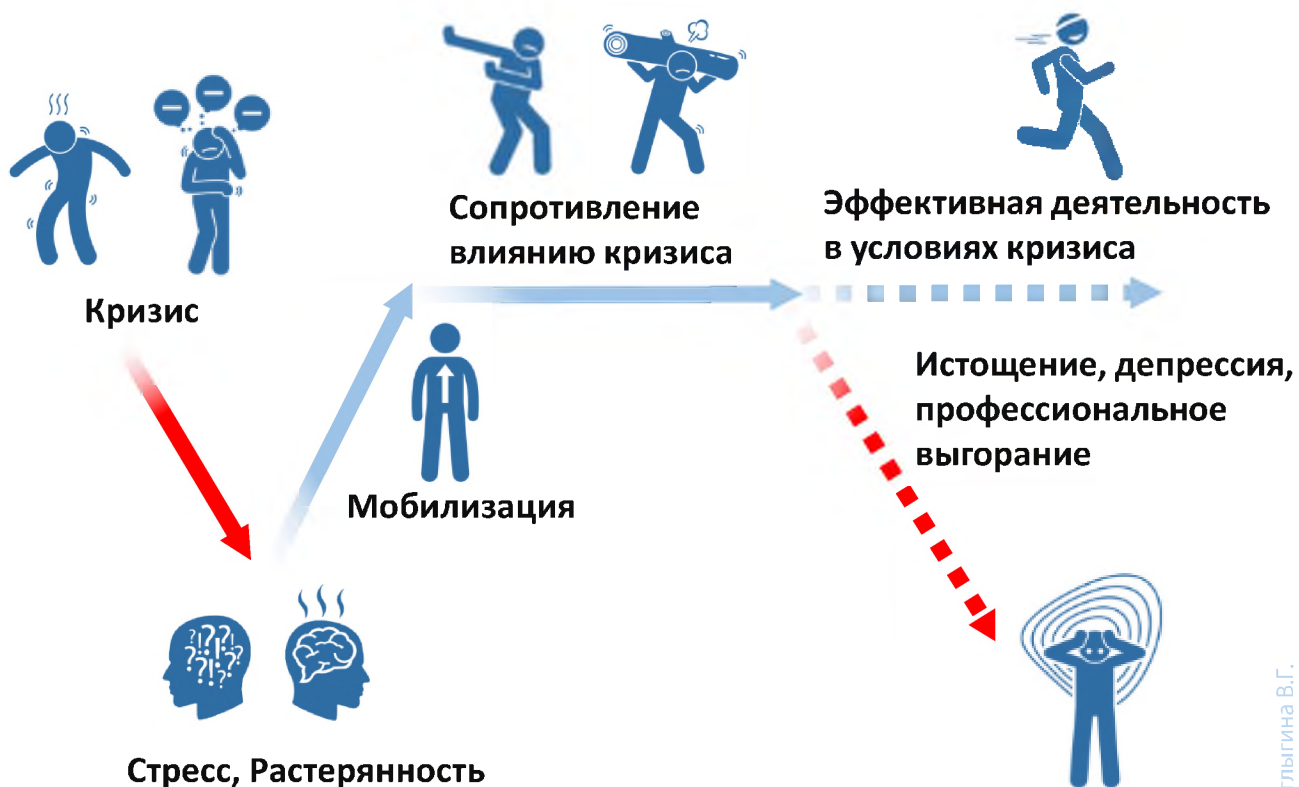 Сопротивление
влиянию кризиса
Эффективная деятельность
в условиях кризиса
Кризис
Истощение, депрессия,
профессиональное
выгорание
Мобилизация
??!?!
?!?!?
Стресс, Растерянность
В.Г.